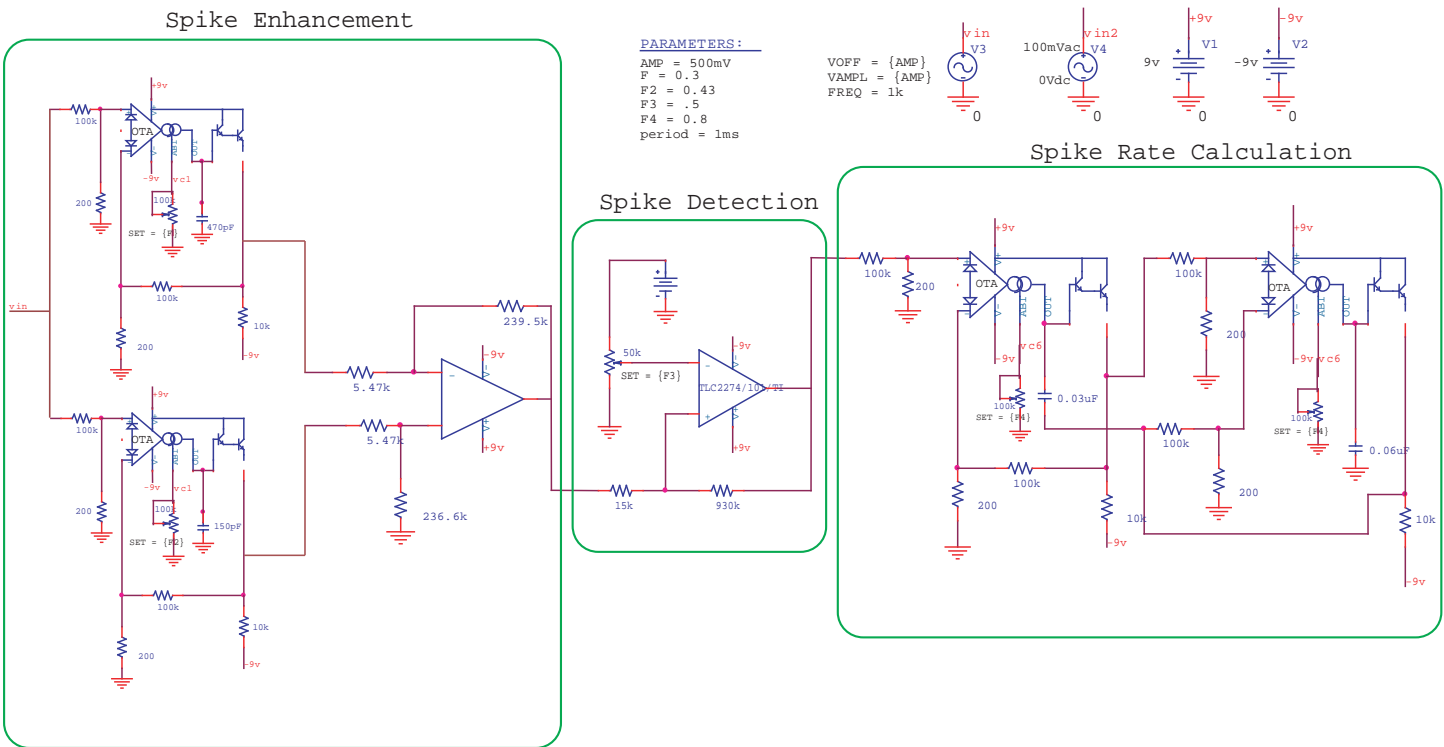 Spike Enhancement
PARAMETERS:
AMP = 500mV
F = 0.3
F2 = 0.43
F3 = .5
F4 = 0.8
period = 1ms
VOFF = {AMP}
VAMPL = {AMP}
FREQ = 1k
vin
V3
0
vin2
100mVac
V4
0Vdc
0
+9v
V1
9v
0
-9v
V2
-9v
0
Spike Rate Calculation
Spike Detection
vin
+9v
100k
OTA
V+
V-
ABI
OUT
-9v
vc1
200
100k
SET = {F}
470pF
100k
200
10k
-9v
+9v
100k
OTA
V+
V-
ABI
OUT
-9v
vc1
200
100k
SET = {F2}
150pF
100k
200
10k
-9v
239.5k
5.47k
5.47k
236.6k
-9v
V-
V+
+9v
50k
SET = {F3}
-9v
V-
TLC2274/101/TI
V+
+9v
15k
930k
+9v
100k
200
OTA
V+
V-
ABI
OUT
-9v
vc6
100k
SET = {F4}
0.03uF
100k
200
10k
-9v
+9v
100k
200
OTA
V+
V-
ABI
OUT
-9v
vc6
100k
SET = {F4}
0.06uF
100k
200
10k
-9v